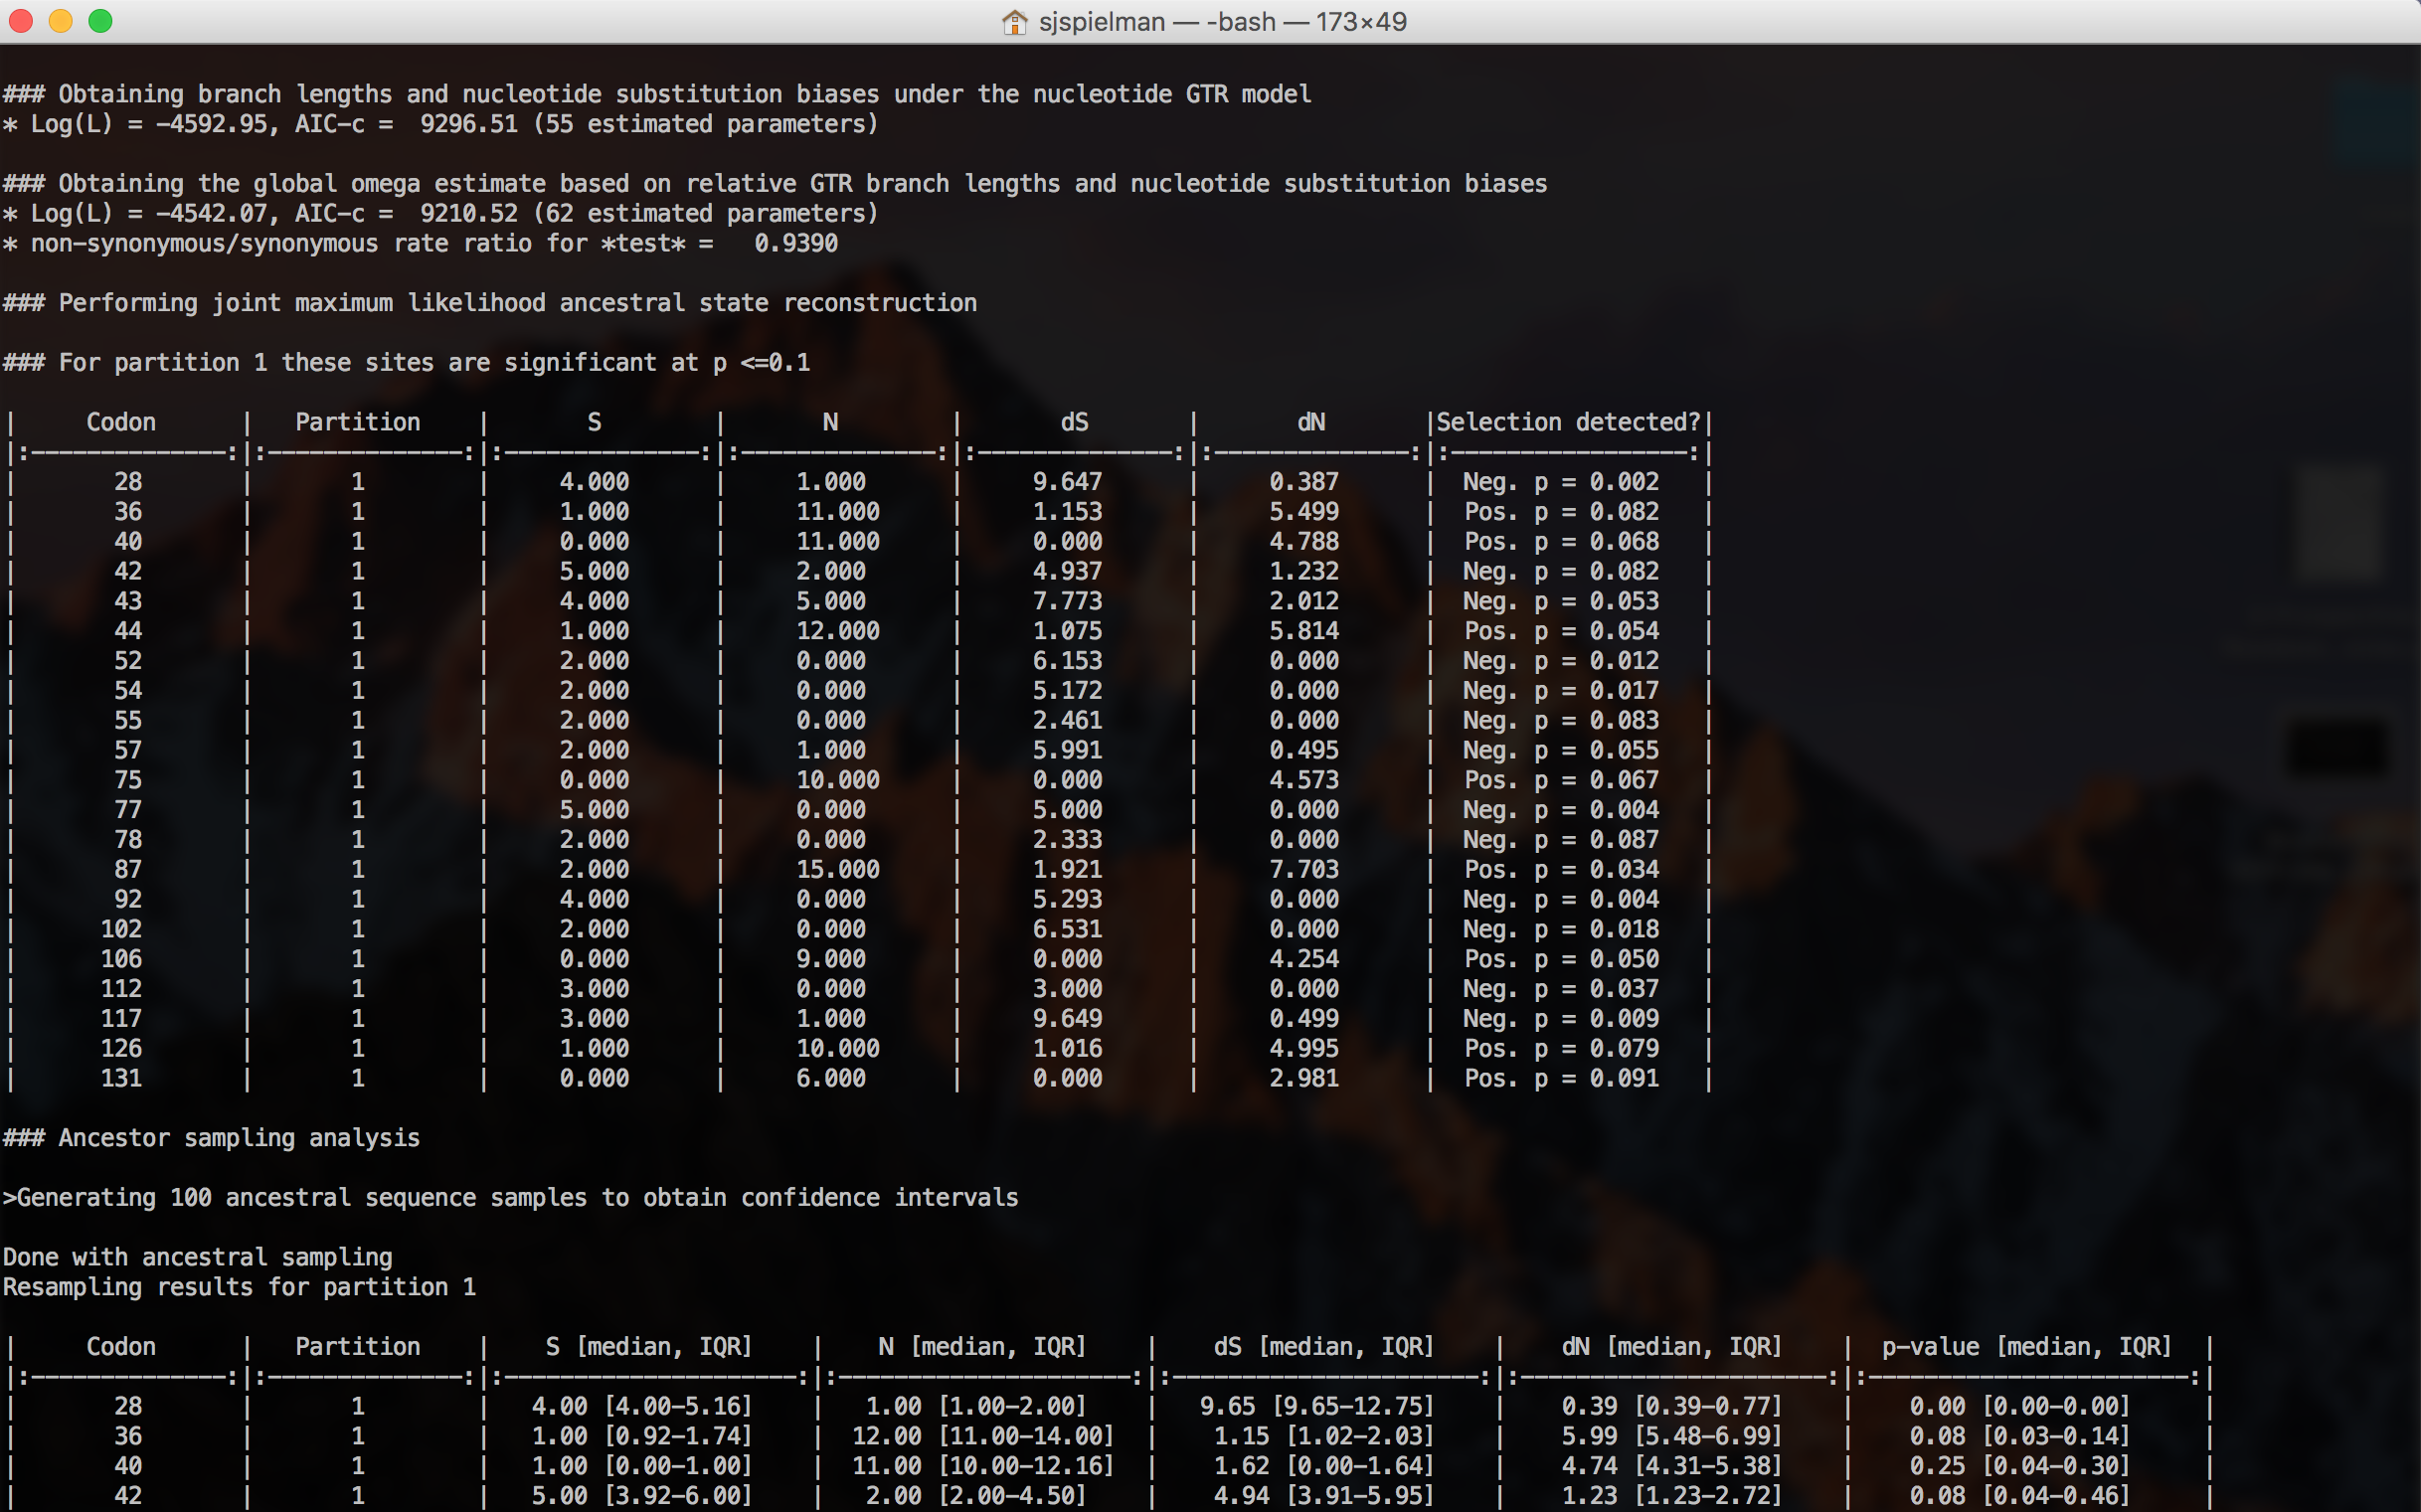 sjspielman — -bash — 173×49
### Obtaining branch lengths and nucleotide substitution biases under the nucleotide GTR model
* Log(L) = -4592.95, AIC-c =  9296.51 (55 estimated parameters)
### Obtaining the global omega estimate based on relative GTR branch lengths and nucleotide substitution biases
* Log(L) = -4542.07, AIC-c =  9210.52 (62 estimated parameters)
* non-synonymous/synonymous rate ratio for *test* =   0.9390
### Performing joint maximum likelihood ancestral state reconstruction
### For partition 1 these sites are significant at p <=0.1
|     Codon      |   Partition    |       S        |       N        |       dS       |       dN       |Selection detected?|
|:--------------:|:--------------:|:--------------:|:--------------:|:--------------:|:--------------:|:-----------------:|
|       28       |       1        |     4.000      |     1.000      |     9.647      |     0.387      |  Neg. p = 0.002   |
|       36       |       1        |     1.000      |     11.000     |     1.153      |     5.499      |  Pos. p = 0.082   |
|       40       |       1        |     0.000      |     11.000     |     0.000      |     4.788      |  Pos. p = 0.068   |
|       42       |       1        |     5.000      |     2.000      |     4.937      |     1.232      |  Neg. p = 0.082   |
|       43       |       1        |     4.000      |     5.000      |     7.773      |     2.012      |  Neg. p = 0.053   |
|       44       |       1        |     1.000      |     12.000     |     1.075      |     5.814      |  Pos. p = 0.054   |
|       52       |       1        |     2.000      |     0.000      |     6.153      |     0.000      |  Neg. p = 0.012   |
|       54       |       1        |     2.000      |     0.000      |     5.172      |     0.000      |  Neg. p = 0.017   |
|       55       |       1        |     2.000      |     0.000      |     2.461      |     0.000      |  Neg. p = 0.083   |
|       57       |       1        |     2.000      |     1.000      |     5.991      |     0.495      |  Neg. p = 0.055   |
|       75       |       1        |     0.000      |     10.000     |     0.000      |     4.573      |  Pos. p = 0.067   |
|       77       |       1        |     5.000      |     0.000      |     5.000      |     0.000      |  Neg. p = 0.004   |
|       78       |       1        |     2.000      |     0.000      |     2.333      |     0.000      |  Neg. p = 0.087   |
|       87       |       1        |     2.000      |     15.000     |     1.921      |     7.703      |  Pos. p = 0.034   |
|       92       |       1        |     4.000      |     0.000      |     5.293      |     0.000      |  Neg. p = 0.004   |
|      102       |       1        |     2.000      |     0.000      |     6.531      |     0.000      |  Neg. p = 0.018   |
|      106       |       1        |     0.000      |     9.000      |     0.000      |     4.254      |  Pos. p = 0.050   |
|      112       |       1        |     3.000      |     0.000      |     3.000      |     0.000      |  Neg. p = 0.037   |
|      117       |       1        |     3.000      |     1.000      |     9.649      |     0.499      |  Neg. p = 0.009   |
|      126       |       1        |     1.000      |     10.000     |     1.016      |     4.995      |  Pos. p = 0.079   |
|      131       |       1        |     0.000      |     6.000      |     0.000      |     2.981      |  Pos. p = 0.091   |
### Ancestor sampling analysis
>Generating 100 ancestral sequence samples to obtain confidence intervals
Done with ancestral sampling
Resampling results for partition 1
|     Codon      |   Partition    |    S [median, IQR]    |    N [median, IQR]    |    dS [median, IQR]    |    dN [median, IQR]    |  p-value [median, IQR]  |
|:--------------:|:--------------:|:---------------------:|:---------------------:|:----------------------:|:----------------------:|:-----------------------:|
|       28       |       1        |   4.00 [4.00-5.16]    |   1.00 [1.00-2.00]    |   9.65 [9.65-12.75]    |    0.39 [0.39-0.77]    |    0.00 [0.00-0.00]     |
|       36       |       1        |   1.00 [0.92-1.74]    |  12.00 [11.00-14.00]  |    1.15 [1.02-2.03]    |    5.99 [5.48-6.99]    |    0.08 [0.03-0.14]     |
|       40       |       1        |   1.00 [0.00-1.00]    |  11.00 [10.00-12.16]  |    1.62 [0.00-1.64]    |    4.74 [4.31-5.38]    |    0.25 [0.04-0.30]     |
|       42       |       1        |   5.00 [3.92-6.00]    |   2.00 [2.00-4.50]    |    4.94 [3.91-5.95]    |    1.23 [1.23-2.72]    |    0.08 [0.04-0.46]     |